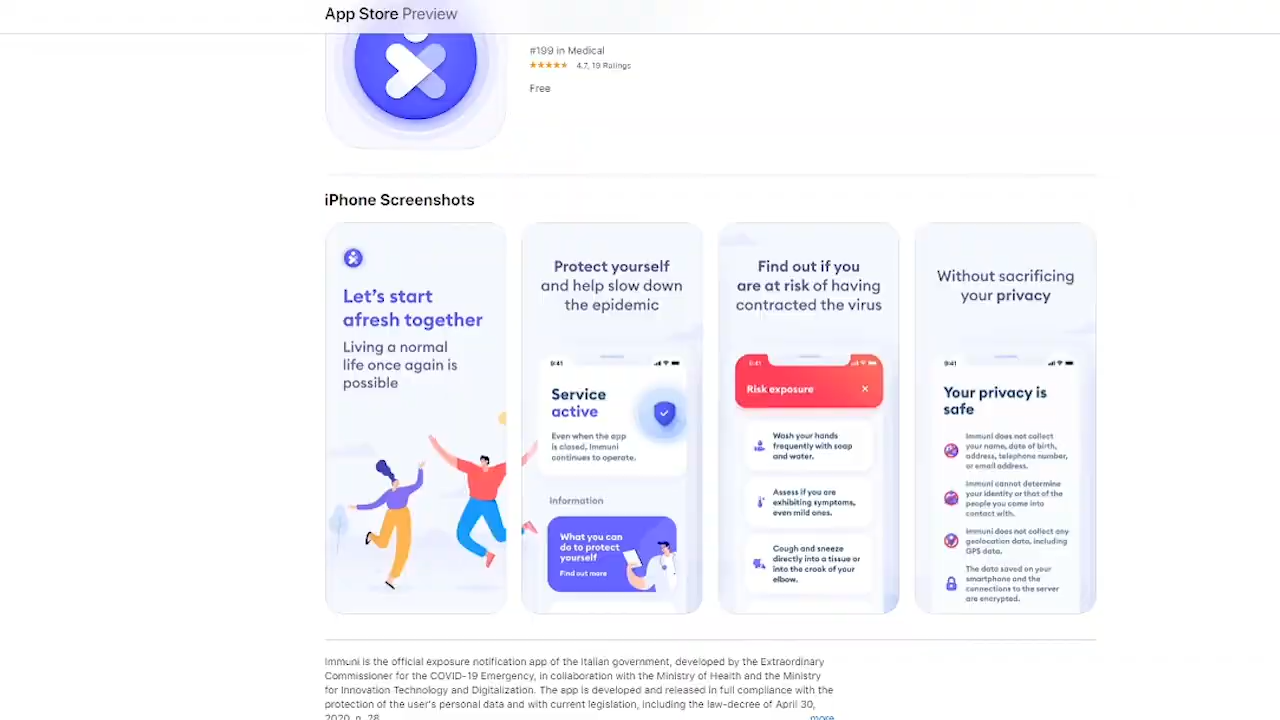 App Store Preview
#199 in Medical
4.7, 19 Ratings
Free
iPhone Screenshots
Let's start
afresh together
Living a normal
life once again is
possible
Protect yourself
and help slow down
the epidemic
9:41
Service
active
Even when the app
is closed, Immuni
continues to operate.
Information
What you can
do to protect
yourself
Find out more
Find out if you
are at risk of having
contracted the virus
9:41
Risk exposure
Wash your hands
frequently with soap
and water.
Assess if you are
exhibiting symptoms,
even mild ones.
Cough and sneeze
directly into a tissue or
into the crook of your
elbow.
Without sacrificing
your privacy
9:41
Your privacy is
safe
Immuni does not collect
your name, date of birth,
address, telephone number,
or email address.
Immuni cannot determine
your identity or that of the
people you come into
contact with.
Immuni does not collect any
geolocation data, including
GPS data.
The data saved on your
smartphone and the
connections to the server
are encrypted.
Immuni is the official exposure notification app of the Italian government, developed by the Extraordinary
Commissioner for the COVID-19 Emergency, in collaboration with the Ministry of Health and the Ministry
for Innovation Technology and Digitalization. The app is developed and released in full compliance with the
protection of the user's personal data and with current legislation, including the law-decree of April 30,
2020, n. 28.
more